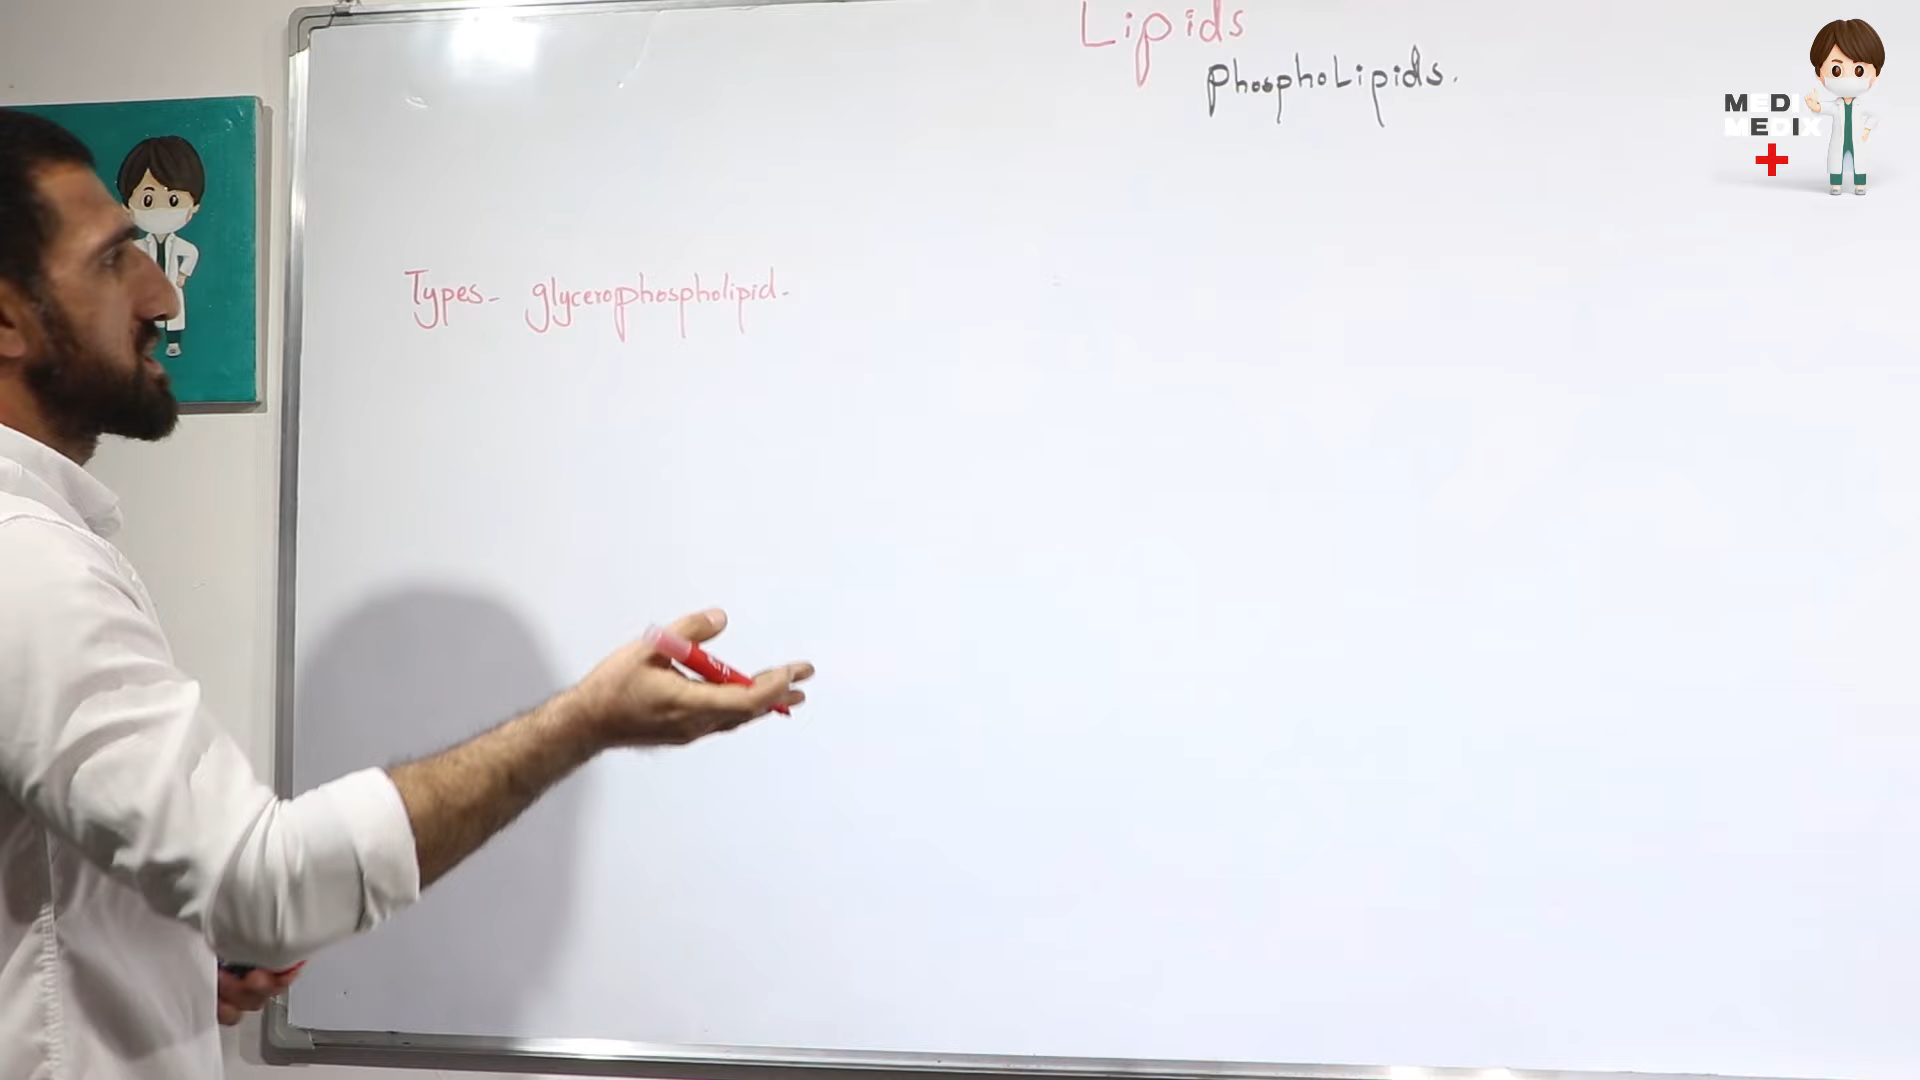 Lipids
phosphoLipids.
MEDI
MEDIX
Types- glycerophospholipid-